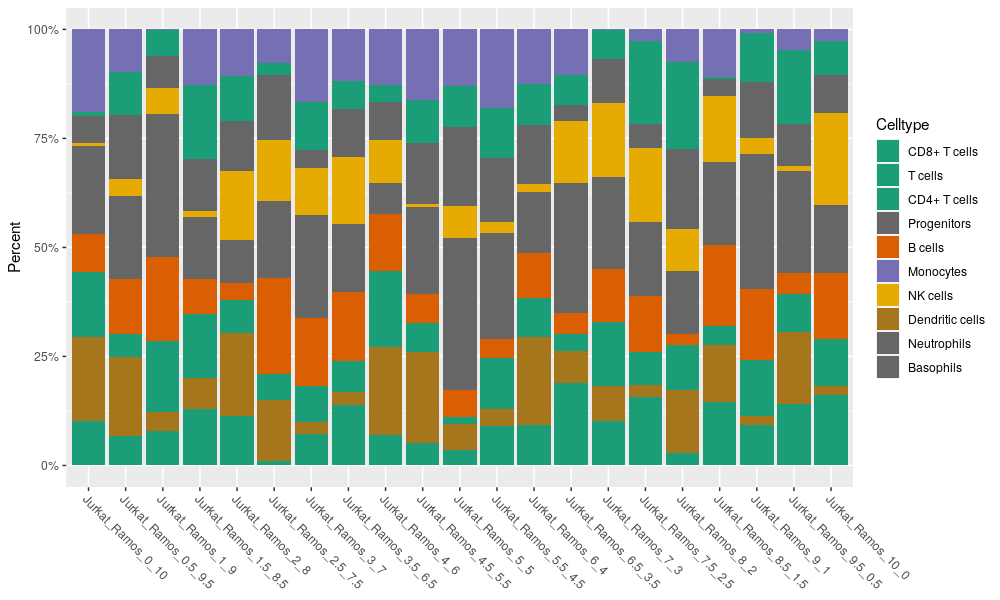 100%
75%
50%
25%
0%
Percent
Jurkat_Ramos_0_10
Jurkat_Ramos_0.5_9.5
Jurkat_Ramos_1_9
Jurkat_Ramos_1.5_8.5
Jurkat_Ramos_2_8
Jurkat_Ramos_2.5_7.5
Jurkat_Ramos_3_7
Jurkat_Ramos_3.5_6.5
Jurkat_Ramos_4_6
Jurkat_Ramos_4.5_5.5
Jurkat_Ramos_5_5
Jurkat_Ramos_5.5_4.5
Jurkat_Ramos_6_4
Jurkat_Ramos_6.5_3.5
Jurkat_Ramos_7_3
Jurkat_Ramos_7.5_2.5
Jurkat_Ramos_8_2
Jurkat_Ramos_8.5_1.5
Jurkat_Ramos_9_1
Jurkat_Ramos_9.5_0.5
Jurkat_Ramos_10_0
Celltype
CD8+ T cells
T cells
CD4+ T cells
Progenitors
B cells
Monocytes
NK cells
Dendritic cells
Neutrophils
Basophils